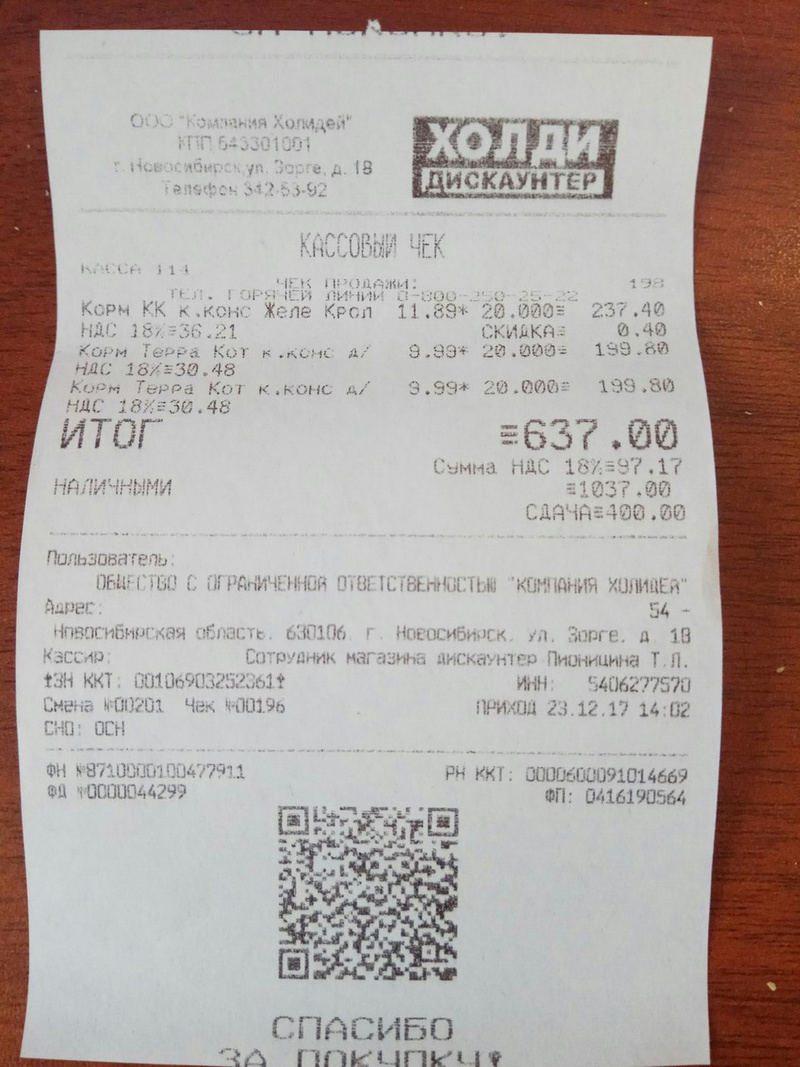 ООО "Компания Холидей"
КПП 543301001
г. Новосибирск, ул. Зорге, д. 18
Телефон 342-53-92
ХОЛДИ
ДИСКАУНТЕР
КАССОВЫЙ ЧЕК
КАССА 114
ЧЕК ПРОДАЖИ: 198
ТЕЛ. ГОРЯЧЕЙ ЛИНИИ 8-800-250-25-22
Корм КК к.конс Желе Крол 11.89* 20.000= 237.40
НДС 18%=36.21 СКИДКА= 0.40
Корм Терра Кот к.конс д/ 9.99* 20.000= 199.80
НДС 18%=30.48
Корм Терра Кот к.конс д/ 9.99* 20.000= 199.80
НДС 18%=30.48
ИТОГ =637.00
Сумма НДС 18%=97.17
НАЛИЧНЫМИ =1037.00
СДАЧА=400.00
Пользователь:
ОБЩЕСТВО С ОГРАНИЧЕННОЙ ОТВЕТСТВЕННОСТЬЮ "КОМПАНИЯ ХОЛИДЕЙ"
Адрес: 54 -
Новосибирская область, 630106, г. Новосибирск, ул. Зорге, д. 18
Кассир: Сотрудник магазина дискаунтер Пионицина Т.Л.
ЗН ККТ: 00106903252361 ИНН: 5406277570
Смена №00201 Чек №00196 ПРИХОД 23.12.17 14:02
СНО: ОСН
ФН №8710000100477911 РН ККТ: 0000600091014669
ФД №0000044299 ФП: 0416190564
СПАСИБО
ЗА ПОКУПКУ!